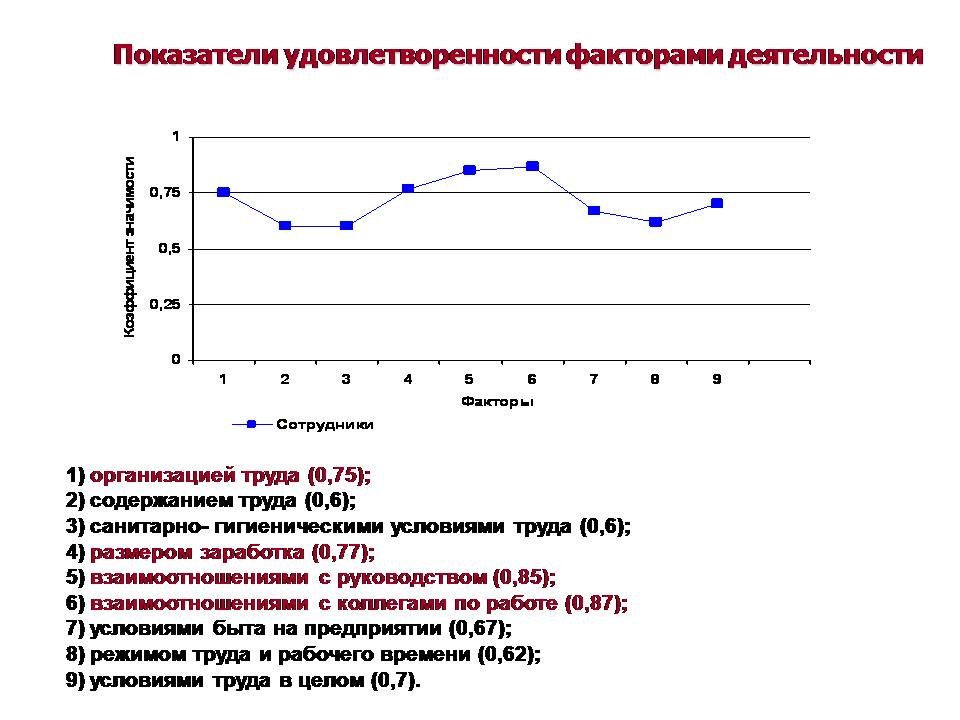 Показатели удовлетворенности факторами деятельности
Коэффициент значимости
1
0,75
0,5
0,25
0
1 2 3 4 5 6 7 8 9
Факторы
Сотрудники
1) организацией труда (0,75);
2) содержанием труда (0,6);
3) санитарно- гигиеническими условиями труда (0,6);
4) размером заработка (0,77);
5) взаимоотношениями с руководством (0,85);
6) взаимоотношениями с коллегами по работе (0,87);
7) условиями быта на предприятии (0,67);
8) режимом труда и рабочего времени (0,62);
9) условиями труда в целом (0,7).